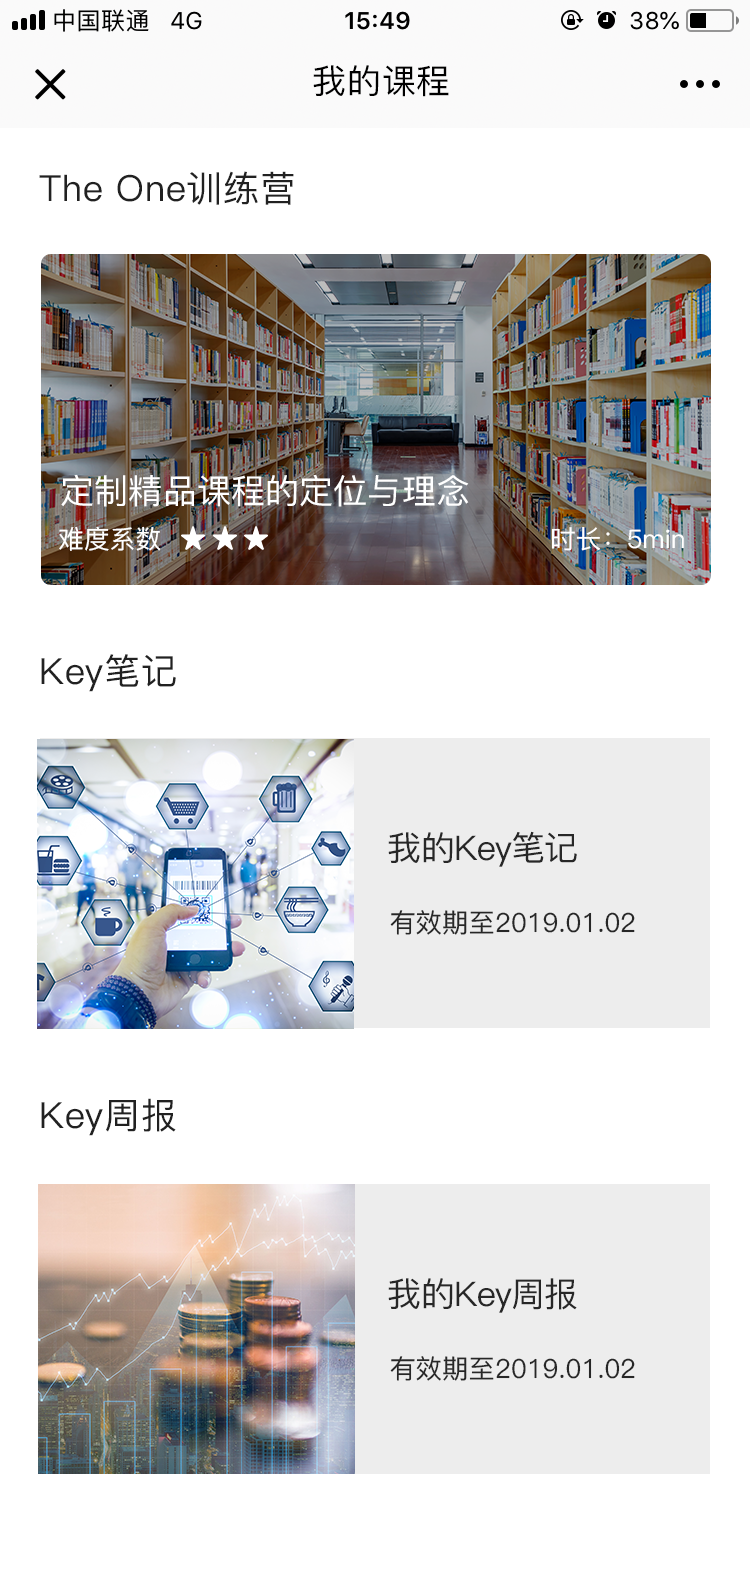 中国联通 4G 15:49 38%
我的课程
The One训练营
定制精品课程的定位与理念
难度系数 ★★★ 时长：5min
Key笔记
我的Key笔记
有效期至2019.01.02
Key周报
我的Key周报
有效期至2019.01.02